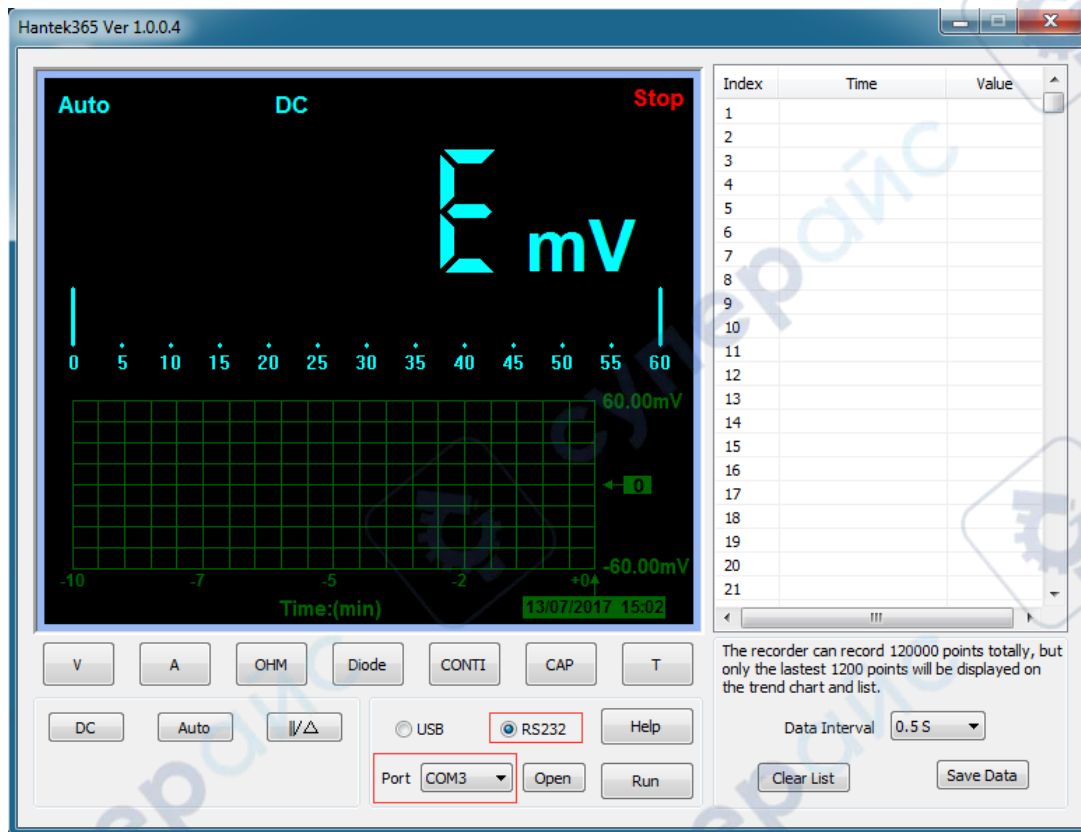 Hantek365 Ver 1.0.0.4
Auto DC Stop
E mV
0 5 10 15 20 25 30 35 40 45 50 55 60
60.00mV
0
-60.00mV
-10 -7 -5 -2 +0
Time:(min) 13/07/2017 15:02
V A OHM Diode CONTI CAP T
DC Auto
USB RS232 Help
Port COM3 Open Run
Index Time Value
1
2
3
4
5
6
7
8
9
10
11
12
13
14
15
16
17
18
19
20
21
The recorder can record 120000 points totally, but
only the lastest 1200 points will be displayed on
the trend chart and list.
Data Interval 0.5 S
Clear List Save Data
суперайс